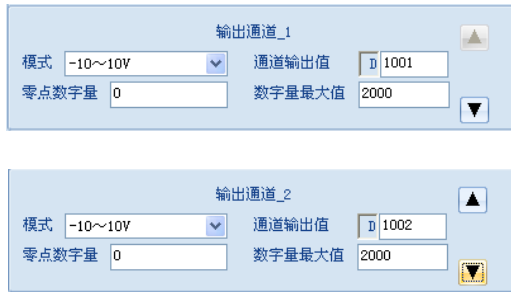 输出通道_1
模式 -10～10V 通道输出值 D 1001
零点数字量 0 数字量最大值 2000
输出通道_2
模式 -10～10V 通道输出值 D 1002
零点数字量 0 数字量最大值 2000